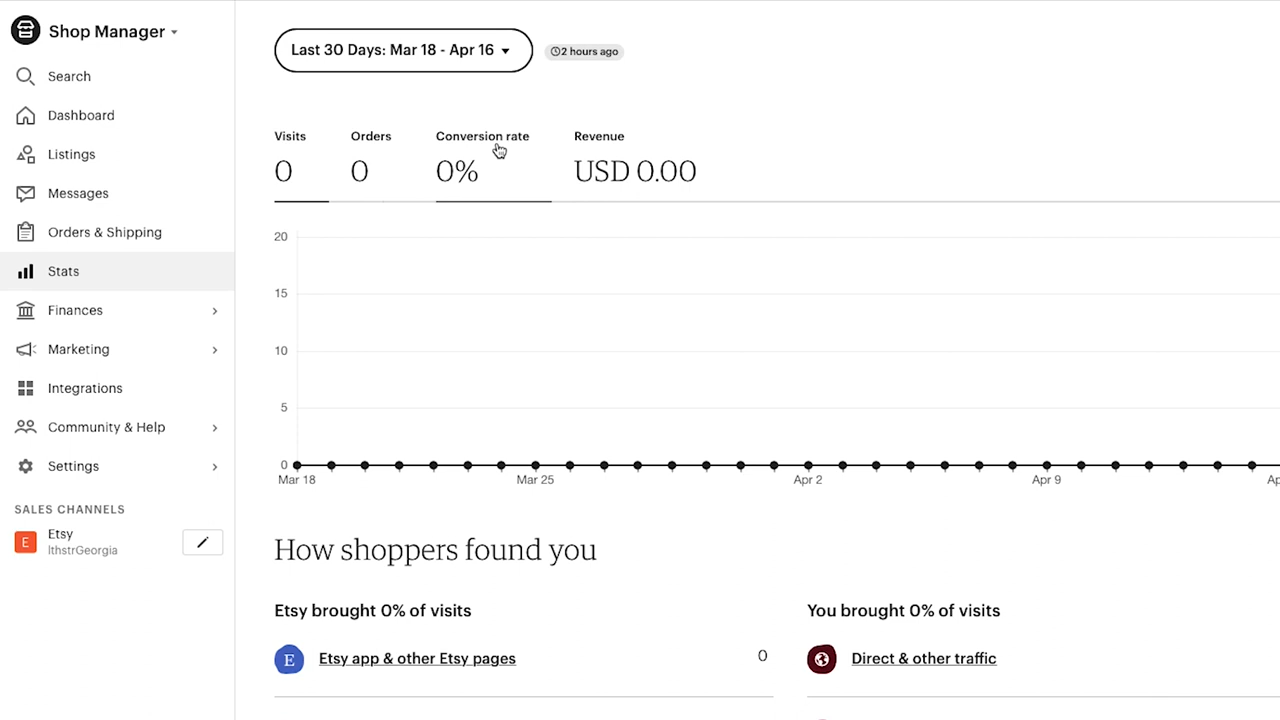 Shop Manager
Search
Dashboard
Listings
Messages
Orders & Shipping
Stats
Finances
Marketing
Integrations
Community & Help
Settings
SALES CHANNELS
E
Etsy
lthstrGeorgia
Last 30 Days: Mar 18 - Apr 16
2 hours ago
Visits Orders Conversion rate Revenue
0 0 0% USD 0.00
20
15
10
5
0
Mar 18 Mar 25 Apr 2 Apr 9
How shoppers found you
Etsy brought 0% of visits
E Etsy app & other Etsy pages 0
You brought 0% of visits
Direct & other traffic